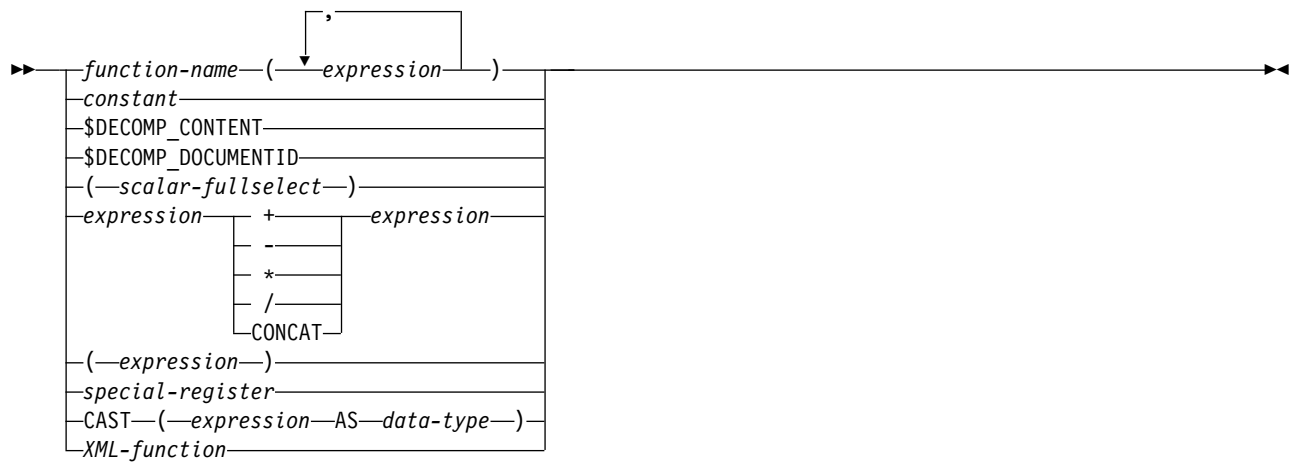 ,
function-name ( expression )
constant
$DECOMP_CONTENT
$DECOMP_DOCUMENTID
( scalar-fullselect )
expression + expression
-
*
/
CONCAT
( expression )
special-register
CAST ( expression AS data-type )
XML-function